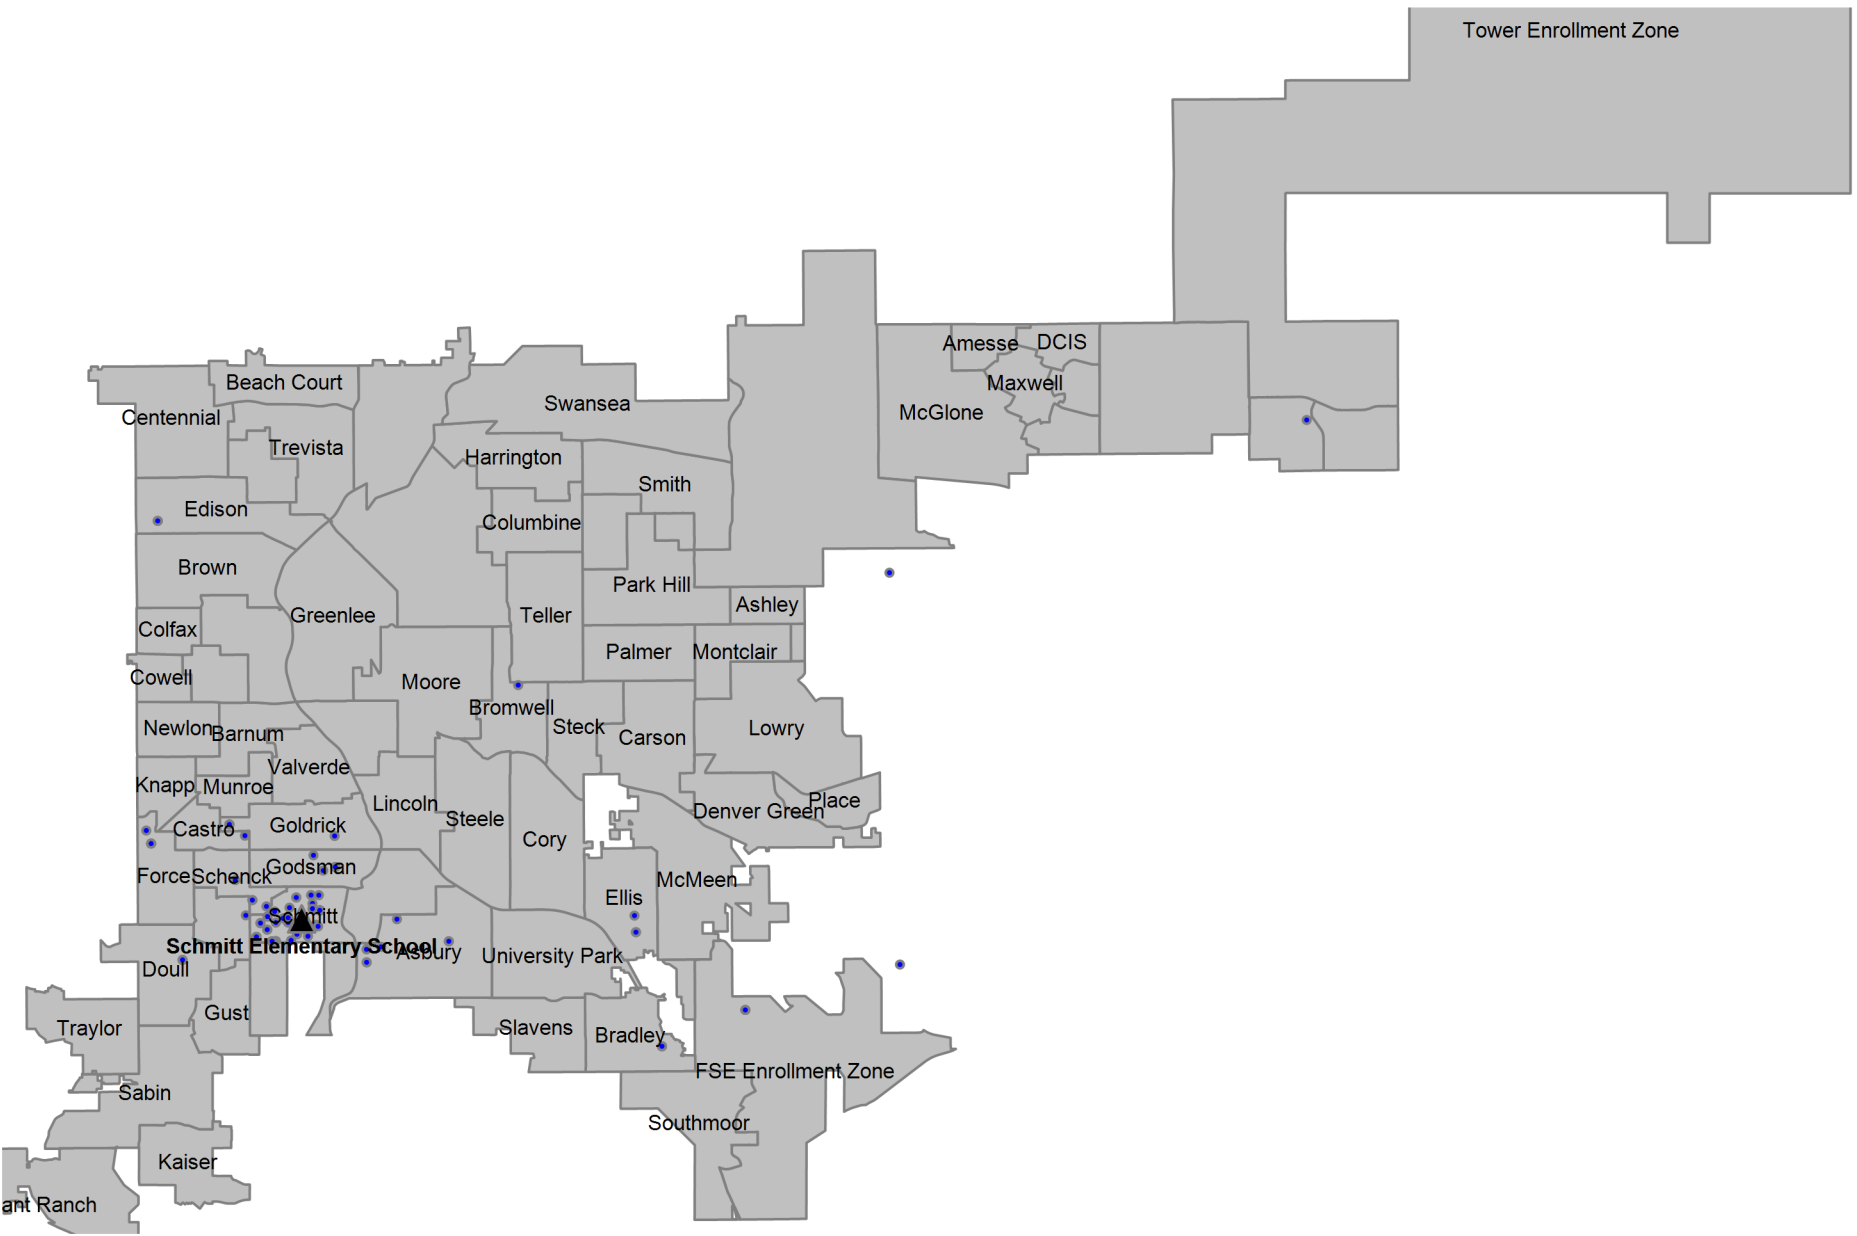 Tower Enrollment Zone
Amesse
DCIS
Beach Court
Maxwell
Swansea
McGlone
Centennial
Trevista
Harrington
Smith
Edison
Columbine
Brown
Park Hill
Ashley
Greenlee
Teller
Colfax
Palmer
Montclair
Cowell
Moore
Bromwell
Newlon
Barnum
Steck
Carson
Lowry
Valverde
Knapp
Munroe
Lincoln
Place
Denver Green
Steele
Castro
Goldrick
Cory
Godsman
Force
Schenck
McMeen
Ellis
Schmitt
Schmitt Elementary School
Asbury
University Park
Doull
Gust
Traylor
Slavens
Bradley
FSE Enrollment Zone
Sabin
Southmoor
Kaiser
ant Ranch